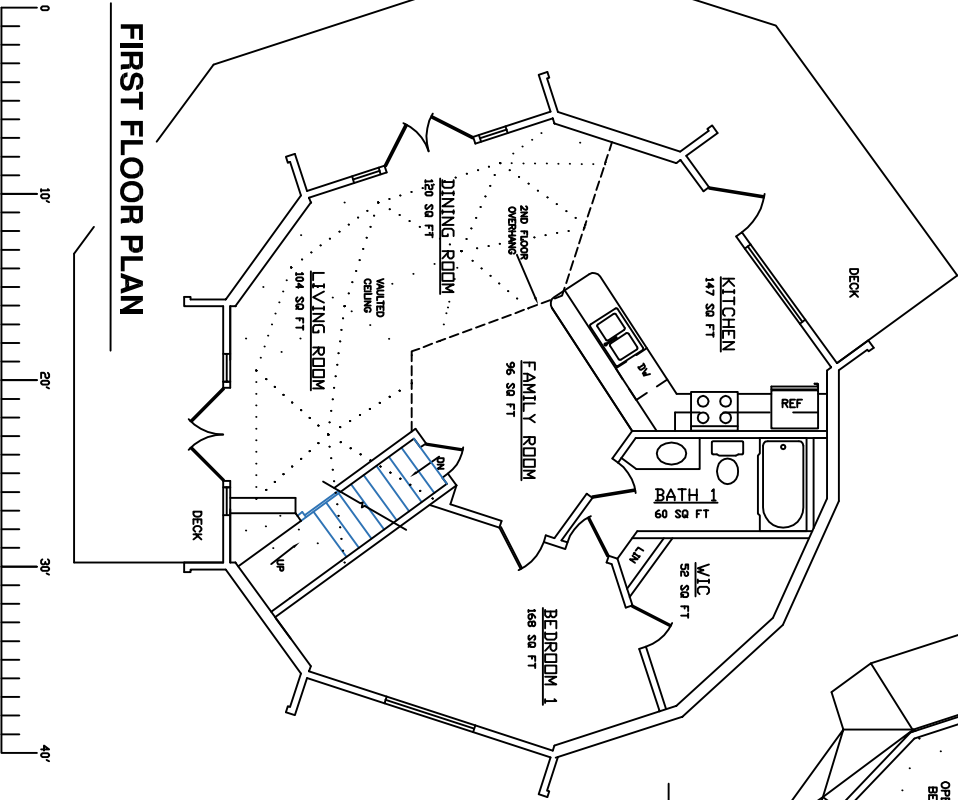 FIRST FLOOR PLAN
0
10'
20'
30'
40'
DECK
KITCHEN
147 SQ FT
DW
REF
2ND FLOOR
OVERHANG
DINING ROOM
120 SQ FT
VAULTED
CEILING
LIVING ROOM
104 SQ FT
FAMILY ROOM
96 SQ FT
DN
UP
DECK
BATH 1
60 SQ FT
LIN
WIC
52 SQ FT
BEDROOM 1
168 SQ FT
OPE
BE